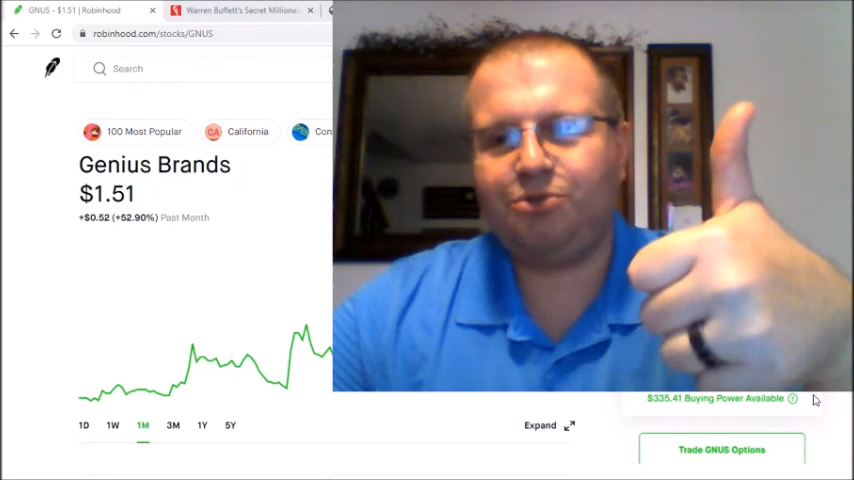 GNUS - $1.51 | Robinhood
Warren Buffett's Secret Millionai
robinhood.com/stocks/GNUS
Search
100 Most Popular
CA California
Con
Genius Brands
$1.51
+$0.52 (+52.90%) Past Month
$335.41 Buying Power Available
1D 1W 1M 3M 1Y 5Y
Expand
Trade GNUS Options